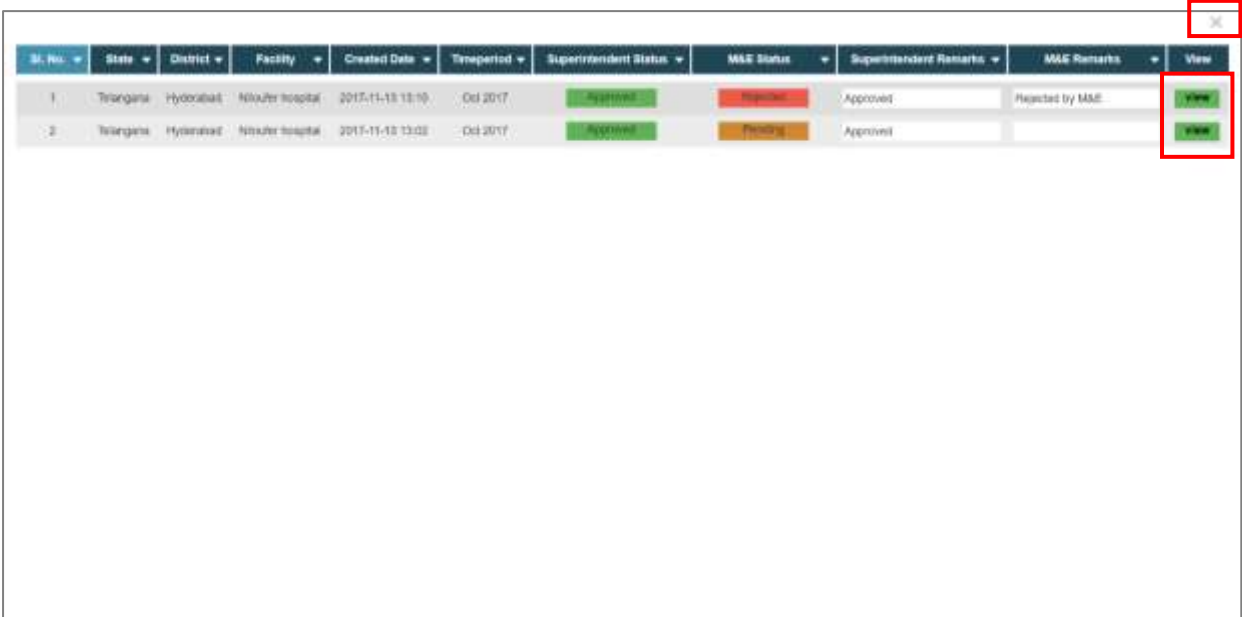 Sl. No. State District Facility Created Date Timeperiod Superintendent Status M&E Status Superintendent Remarks M&E Remarks View
1 Telangana Hyderabad Niloufer hospital 2017-11-13 13:10 Oct 2017 Approved Rejected Approved Rejected by M&E view
2 Telangana Hyderabad Niloufer hospital 2017-11-13 13:02 Oct 2017 Approved Pending Approved view